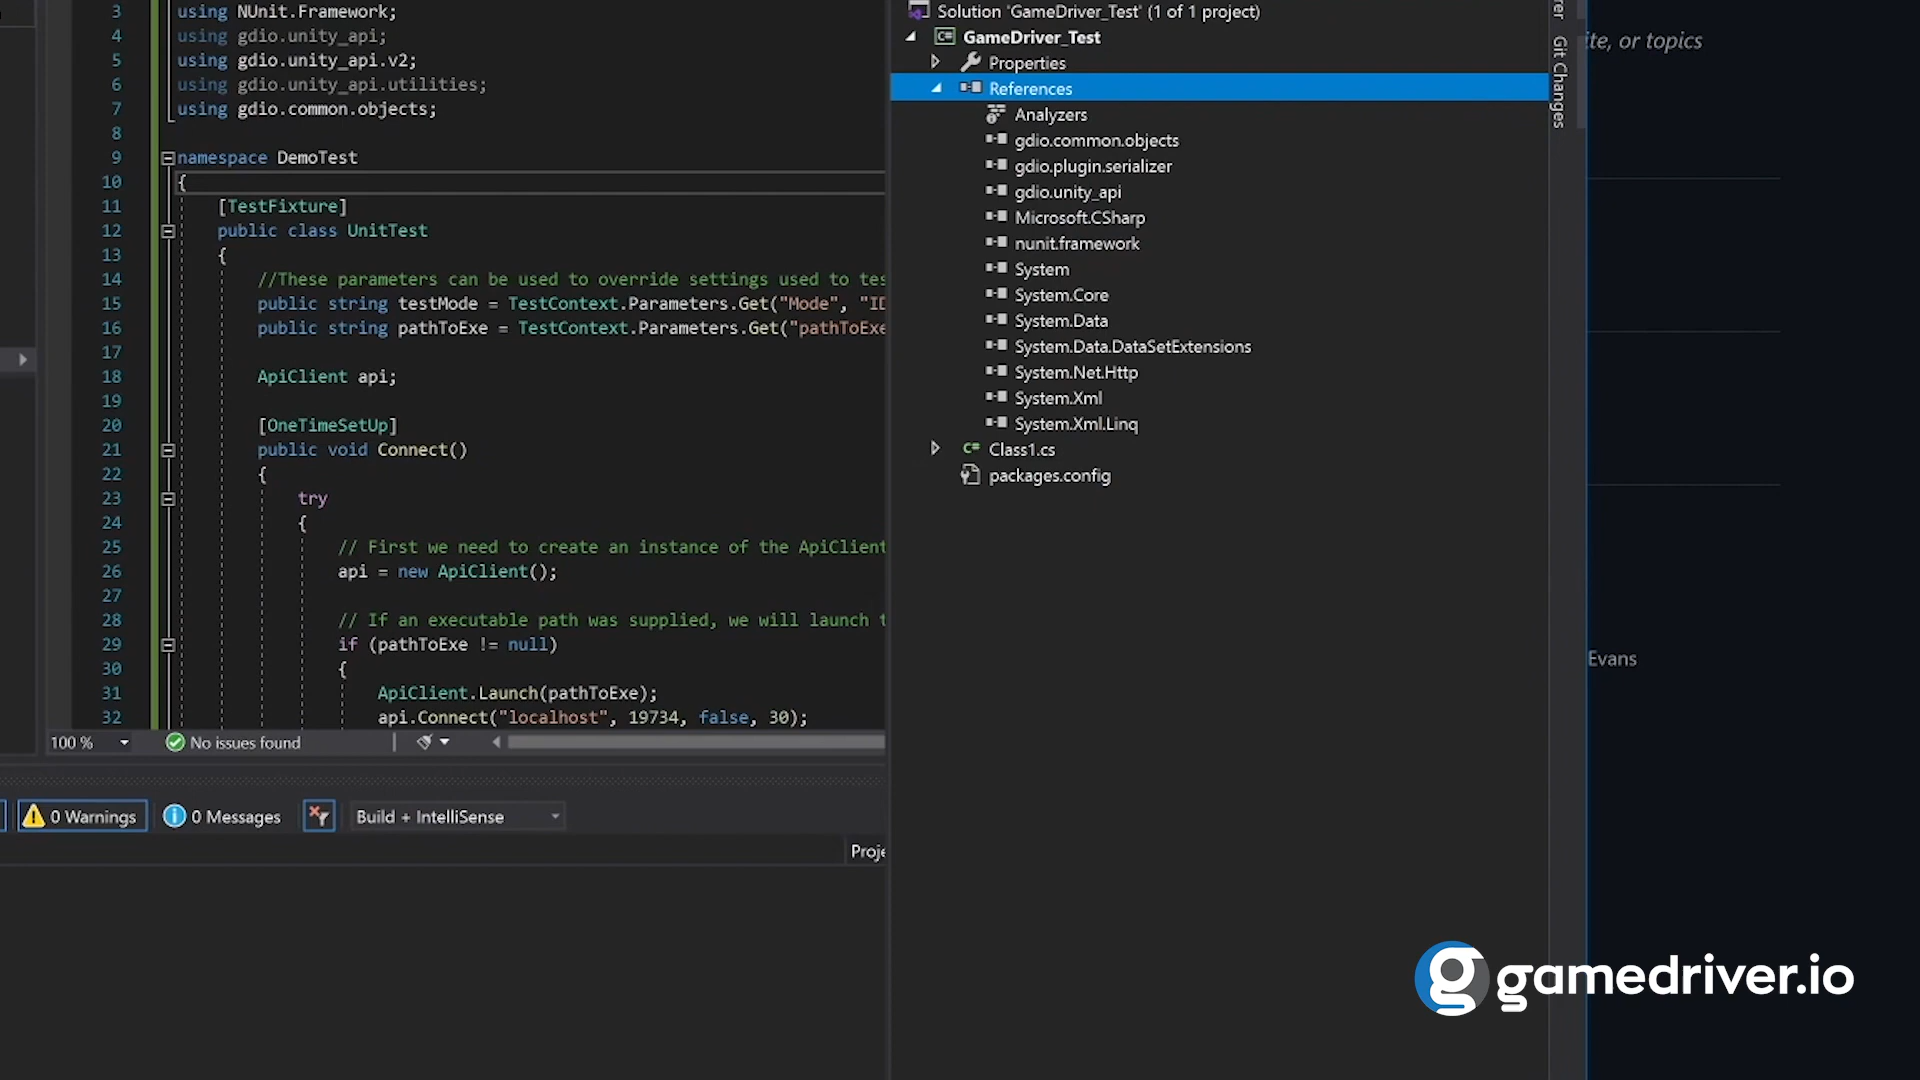 3 using NUnit.Framework;
4 using gdio.unity_api;
5 using gdio.unity_api.v2;
6 using gdio.unity_api.utilities;
7 using gdio.common.objects;
8
9 namespace DemoTest
10 {
11 [TestFixture]
12 public class UnitTest
13 {
14 //These parameters can be used to override settings used to tes
15 public string testMode = TestContext.Parameters.Get("Mode", "ID
16 public string pathToExe = TestContext.Parameters.Get("pathToExe
17
18 ApiClient api;
19
20 [OneTimeSetUp]
21 public void Connect()
22 {
23 try
24 {
25 // First we need to create an instance of the ApiClient
26 api = new ApiClient();
27
28 // If an executable path was supplied, we will launch t
29 if (pathToExe != null)
30 {
31 ApiClient.Launch(pathToExe);
32 api.Connect("localhost", 19734, false, 30);
100 % No issues found
0 Warnings 0 Messages Build + IntelliSense
Proje
Solution 'GameDriver_Test' (1 of 1 project)
GameDriver_Test
Properties
References
Analyzers
gdio.common.objects
gdio.plugin.serializer
gdio.unity_api
Microsoft.CSharp
nunit.framework
System
System.Core
System.Data
System.Data.DataSetExtensions
System.Net.Http
System.Xml
System.Xml.Linq
C# Class1.cs
packages.config
Git Changes
or topics
Evans
gamedriver.io